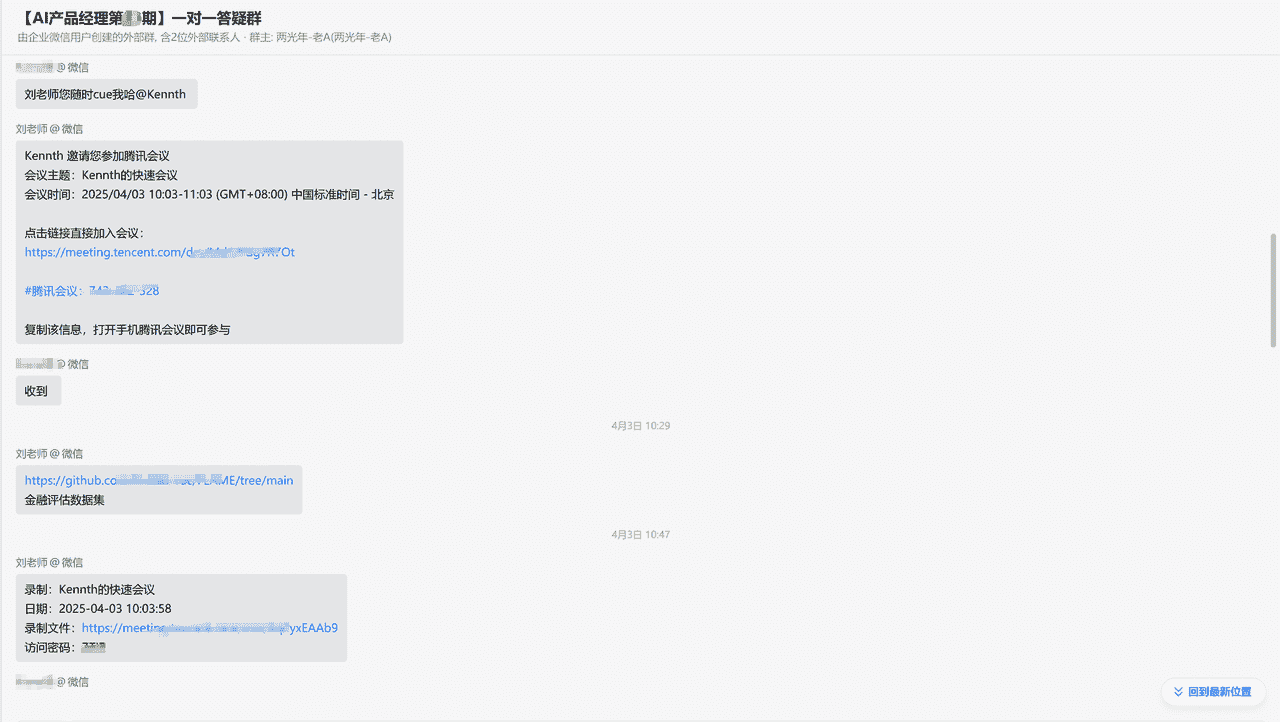 【AI产品经理第 期】一对一答疑群
由企业微信用户创建的外部群, 含2位外部联系人 · 群主: 两光年-老A(两光年-老A)
@ 微信
刘老师您随时cue我哈@Kennth
刘老师 @ 微信
Kennth 邀请您参加腾讯会议
会议主题：Kennth的快速会议
会议时间：2025/04/03 10:03-11:03 (GMT+08:00) 中国标准时间 - 北京
点击链接直接加入会议：
https://meeting.tencent.com/d
#腾讯会议：
复制该信息，打开手机腾讯会议即可参与
@ 微信
收到
4月3日 10:29
刘老师 @ 微信
https://github.co /tree/main
金融评估数据集
4月3日 10:47
刘老师 @ 微信
录制：Kennth的快速会议
日期：2025-04-03 10:03:58
录制文件：https://meeting yxEAAb9
访问密码：
@ 微信
回到最新位置